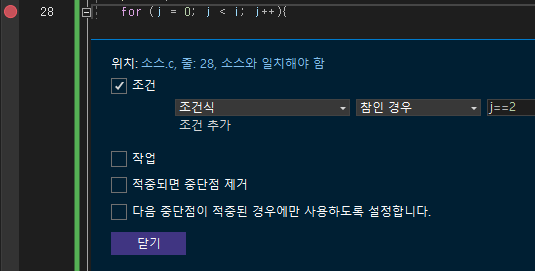 28 for (j = 0; j < i; j++){
위치: 소스.c, 줄: 28, 소스와 일치해야 함
조건
조건식 참인 경우 j==2
조건 추가
작업
적중되면 중단점 제거
다음 중단점이 적중된 경우에만 사용하도록 설정합니다.
닫기